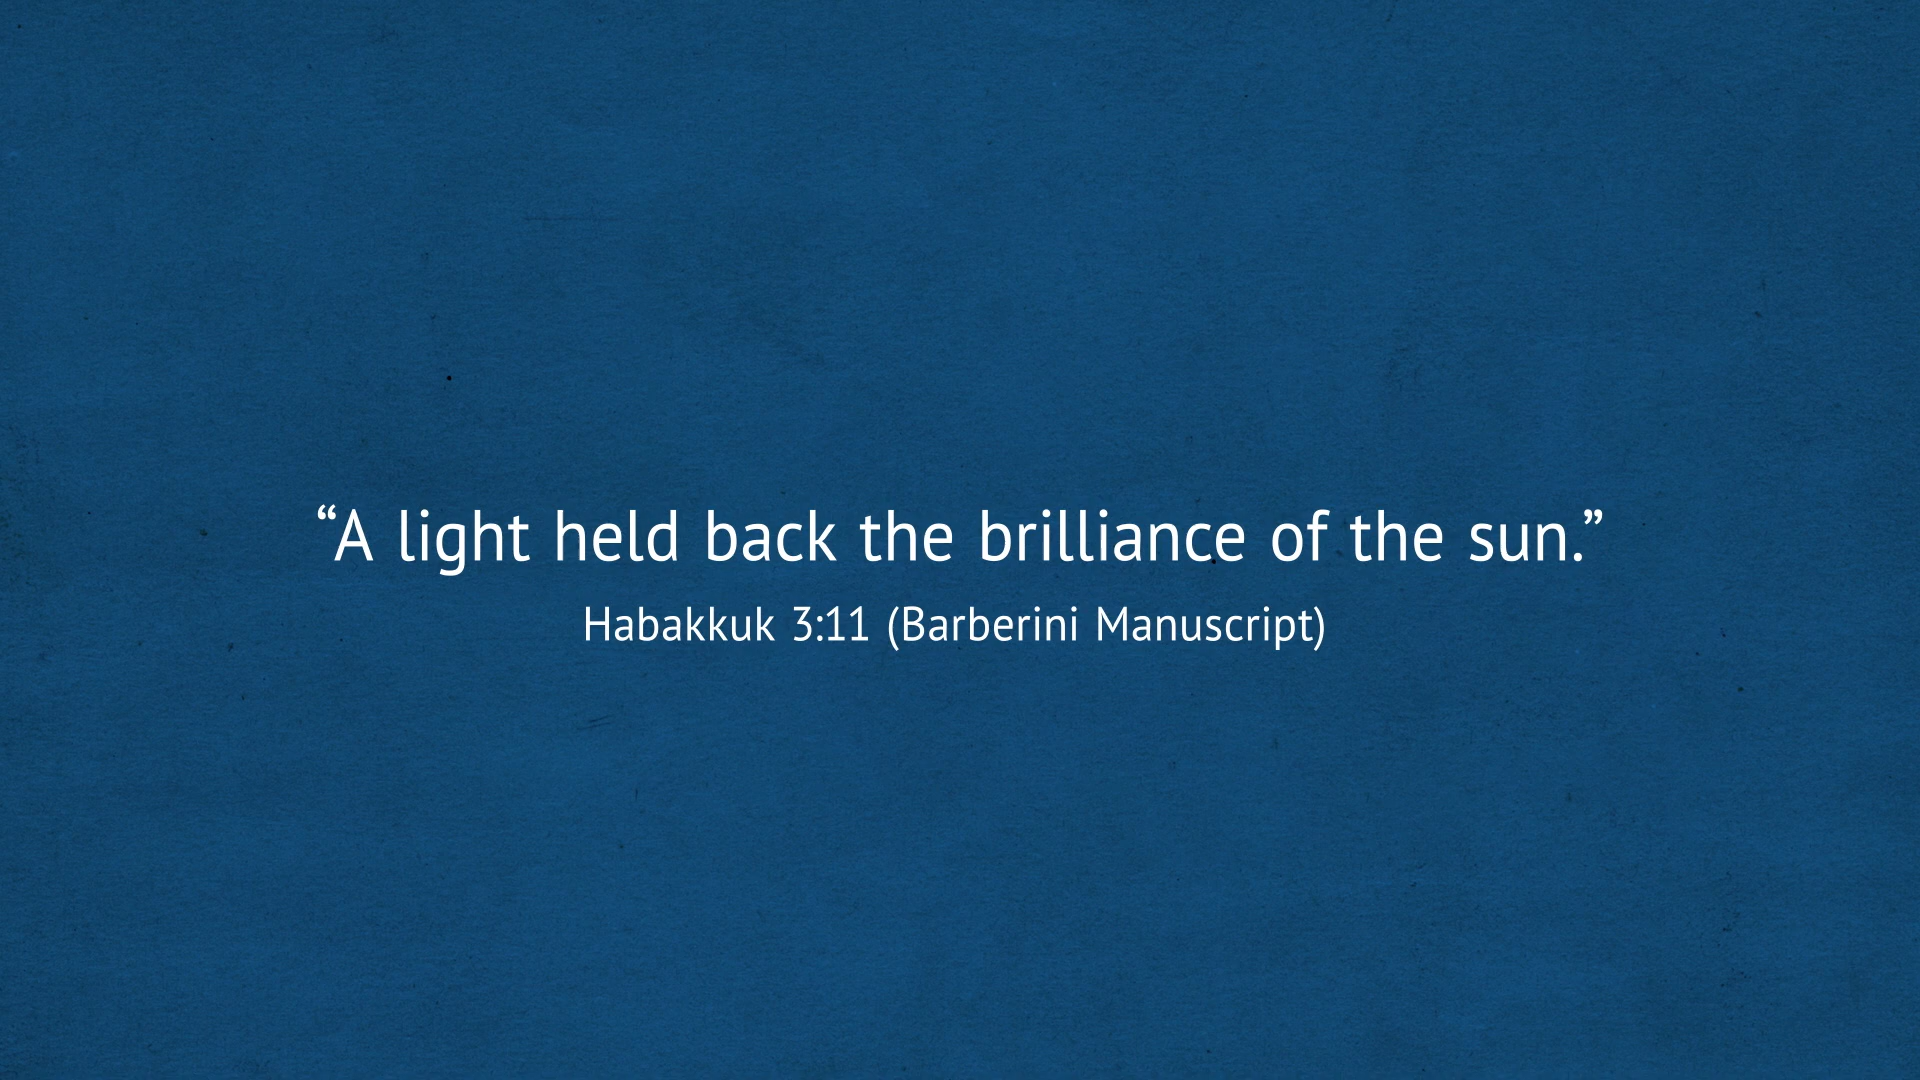 “A light held back the brilliance of the sun.”
Habakkuk 3:11 (Barberini Manuscript)